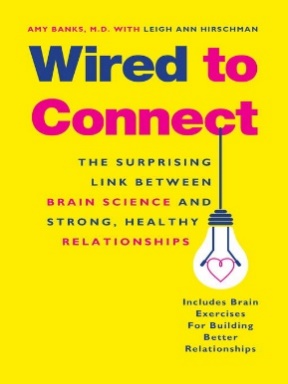 AMY BANKS, M.D. WITH LEIGH ANN HIRSCHMAN
Wired to
Connect
THE SURPRISING
LINK BETWEEN
BRAIN SCIENCE AND
STRONG, HEALTHY
RELATIONSHIPS
Includes Brain
Exercises
For Building
Better
Relationships